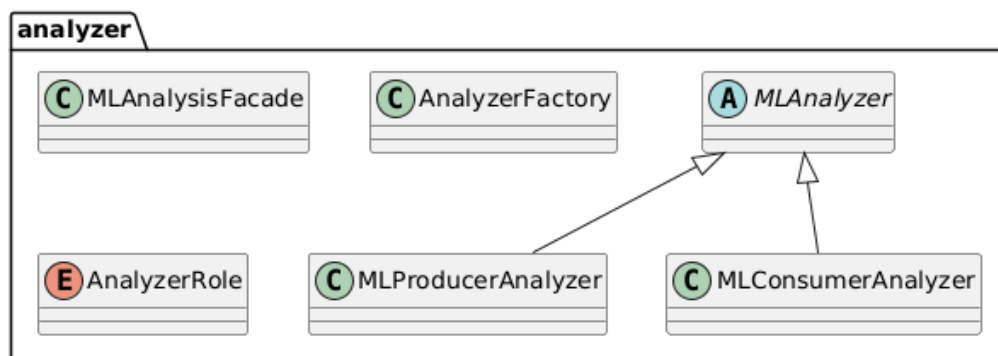 analyzer
C MLAnalysisFacade
C AnalyzerFactory
A MLAnalyzer
E AnalyzerRole
C MLProducerAnalyzer
C MLConsumerAnalyzer